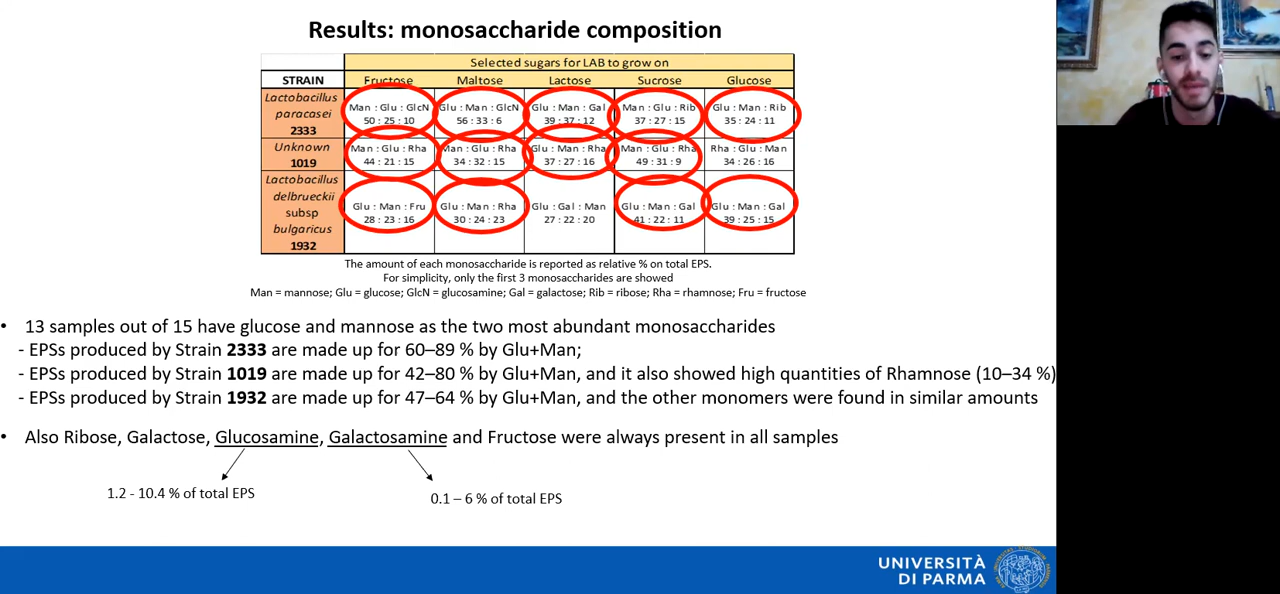 Results: monosaccharide composition
Selected sugars for LAB to grow on
STRAIN Fructose Maltose Lactose Sucrose Glucose
Lactobacillus
paracasei
2333
Man : Glu : GlcN
50 : 25 : 10
Glu : Man : GlcN
56 : 33 : 6
Glu : Man : Gal
39 : 37 : 12
Man : Glu : Rib
37 : 27 : 15
Glu : Man : Rib
35 : 24 : 11
Unknown
1019
Man : Glu : Rha
44 : 21 : 15
Man : Glu : Rha
34 : 32 : 15
Glu : Man : Rha
37 : 27 : 16
Man : Glu : Rha
49 : 31 : 9
Rha : Glu : Man
34 : 26 : 16
Lactobacillus
delbrueckii
subsp
bulgaricus
1932
Glu : Man : Fru
28 : 23 : 16
Glu : Man : Rha
30 : 24 : 23
Glu : Gal : Man
27 : 22 : 20
Glu : Man : Gal
41 : 22 : 11
Glu : Man : Gal
39 : 25 : 15
The amount of each monosaccharide is reported as relative % on total EPS.
For simplicity, only the first 3 monosaccharides are showed
Man = mannose; Glu = glucose; GlcN = glucosamine; Gal = galactose; Rib = ribose; Rha = rhamnose; Fru = fructose
• 13 samples out of 15 have glucose and mannose as the two most abundant monosaccharides
- EPSs produced by Strain 2333 are made up for 60–89 % by Glu+Man;
- EPSs produced by Strain 1019 are made up for 42–80 % by Glu+Man, and it also showed high quantities of Rhamnose (10–34 %)
- EPSs produced by Strain 1932 are made up for 47–64 % by Glu+Man, and the other monomers were found in similar amounts
• Also Ribose, Galactose, Glucosamine, Galactosamine and Fructose were always present in all samples
1.2 - 10.4 % of total EPS
0.1 – 6 % of total EPS
UNIVERSITÀ
DI PARMA